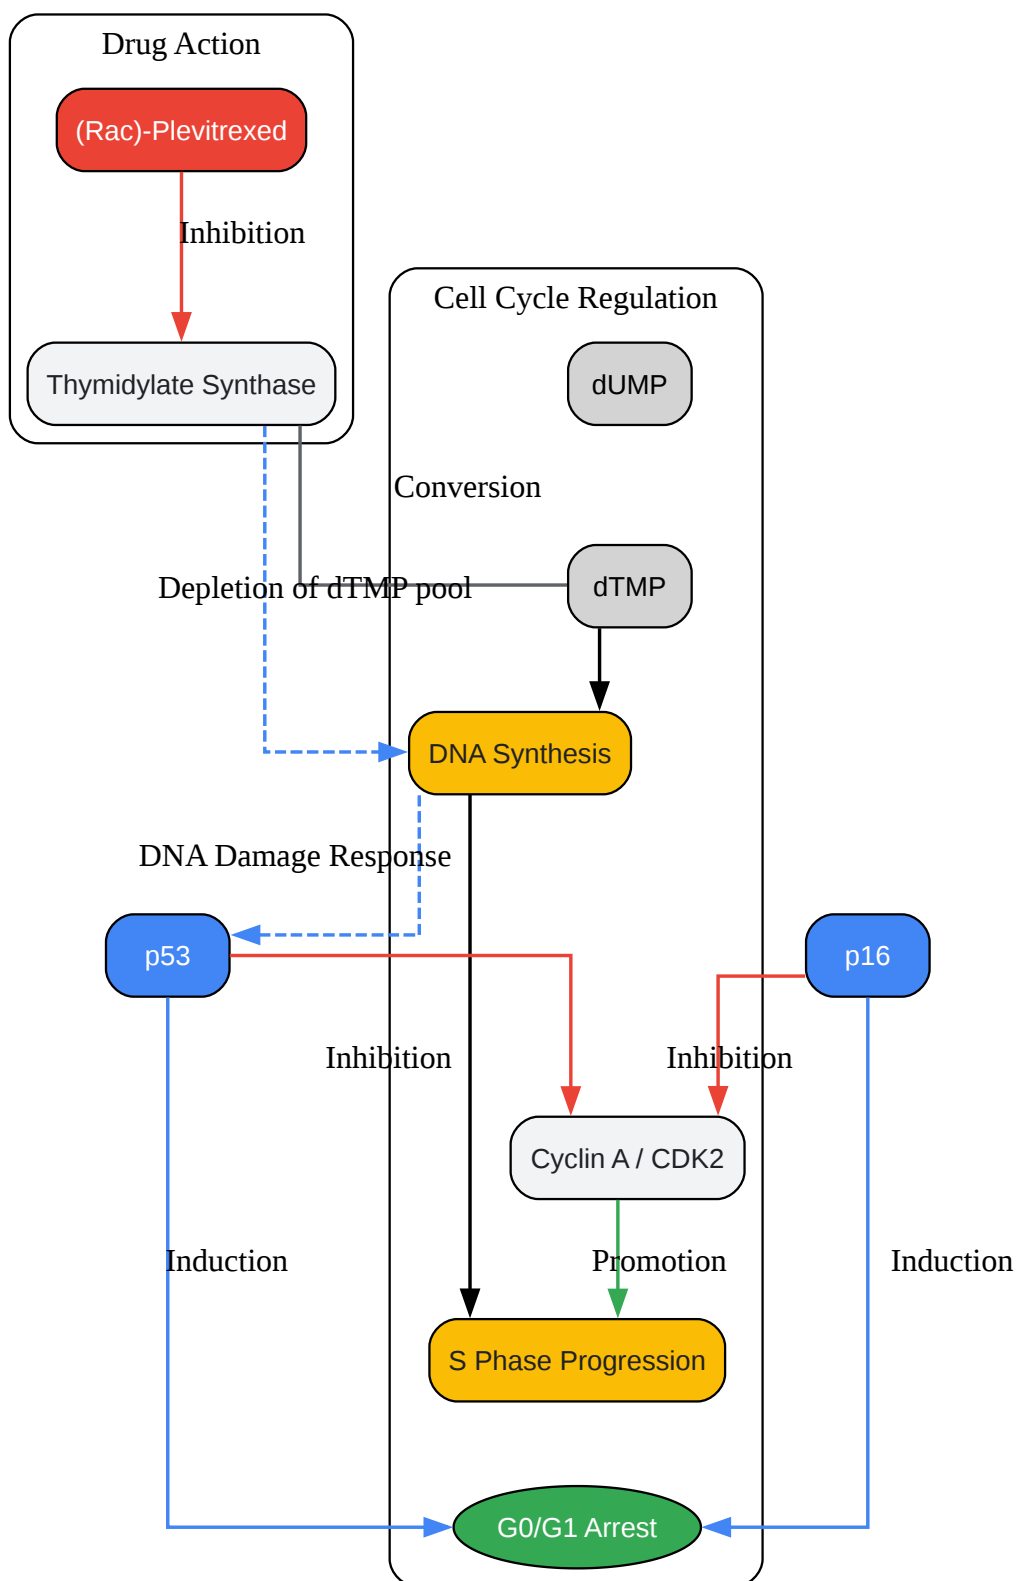 Drug Action
(Rac)-Plevitrexed
Inhibition
Cell Cycle Regulation
Thymidylate Synthase
dUMP
Conversion
Depletion of dTMP pool
dTMP
DNA Synthesis
DNA Damage Response
p53
p16
Inhibition
Inhibition
Cyclin A / CDK2
Induction
Promotion
Induction
S Phase Progression
G0/G1 Arrest